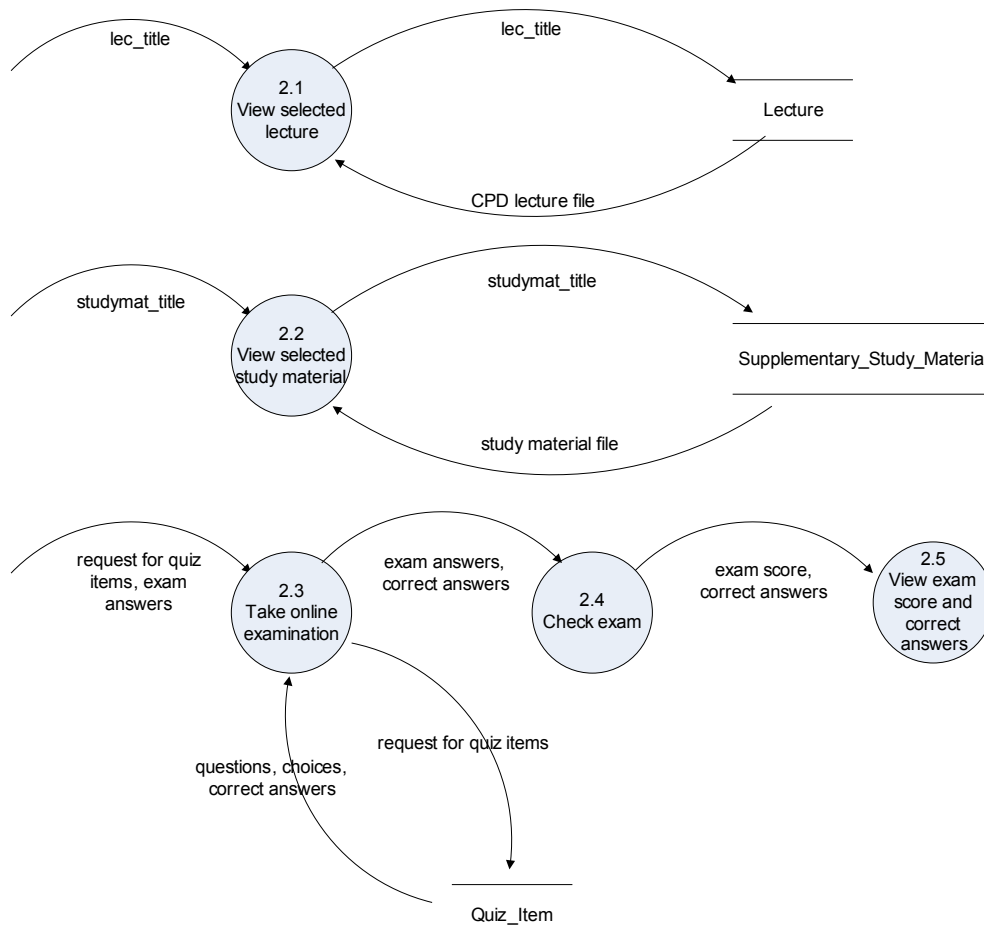 lec_title
lec_title
2.1
View selected
lecture
Lecture
CPD lecture file
studymat_title
studymat_title
2.2
View selected
study material
Supplementary_Study_Materia
study material file
request for quiz
items, exam
answers
exam answers,
correct answers
exam score,
correct answers
2.3
Take online
examination
2.4
Check exam
2.5
View exam
score and
correct
answers
request for quiz items
questions, choices,
correct answers
Quiz_Item